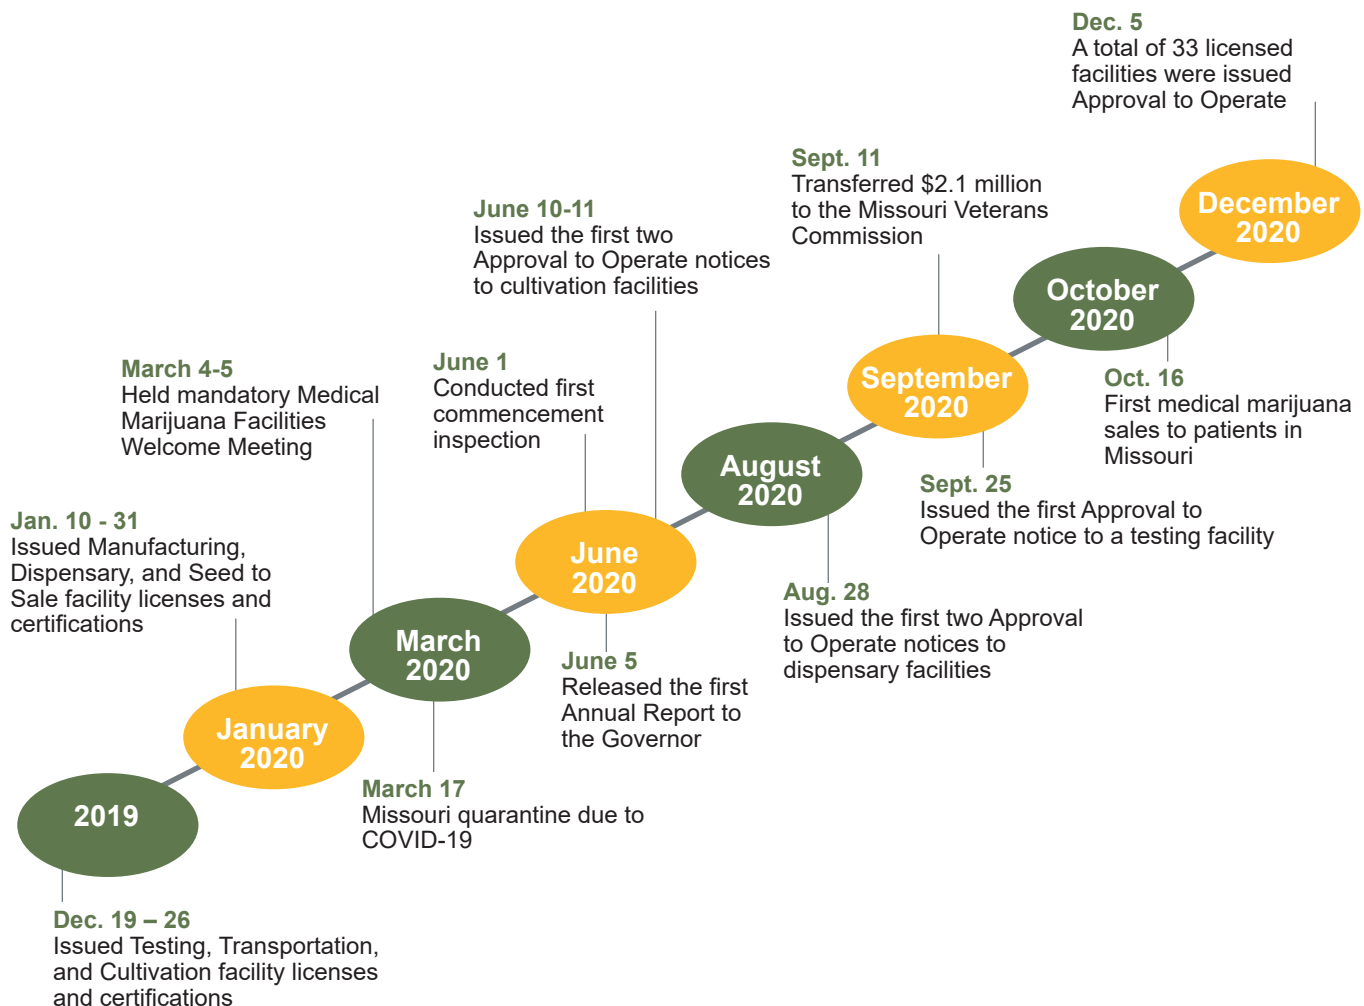 Dec. 5
A total of 33 licensed
facilities were issued
Approval to Operate
Sept. 11
Transferred $2.1 million
to the Missouri Veterans
Commission
December
2020
June 10-11
Issued the first two
Approval to Operate notices
to cultivation facilities
October
2020
March 4-5
Held mandatory Medical
Marijuana Facilities
Welcome Meeting
June 1
Conducted first
commencement
inspection
September
2020
Oct. 16
First medical marijuana
sales to patients in
Missouri
August
2020
Sept. 25
Issued the first Approval to
Operate notice to a testing facility
Jan. 10 - 31
Issued Manufacturing,
Dispensary, and Seed to
Sale facility licenses and
certifications
June
2020
Aug. 28
Issued the first two Approval
to Operate notices to
dispensary facilities
March
2020
June 5
Released the first
Annual Report to
the Governor
January
2020
March 17
Missouri quarantine due to
COVID-19
2019
Dec. 19 – 26
Issued Testing, Transportation,
and Cultivation facility licenses
and certifications